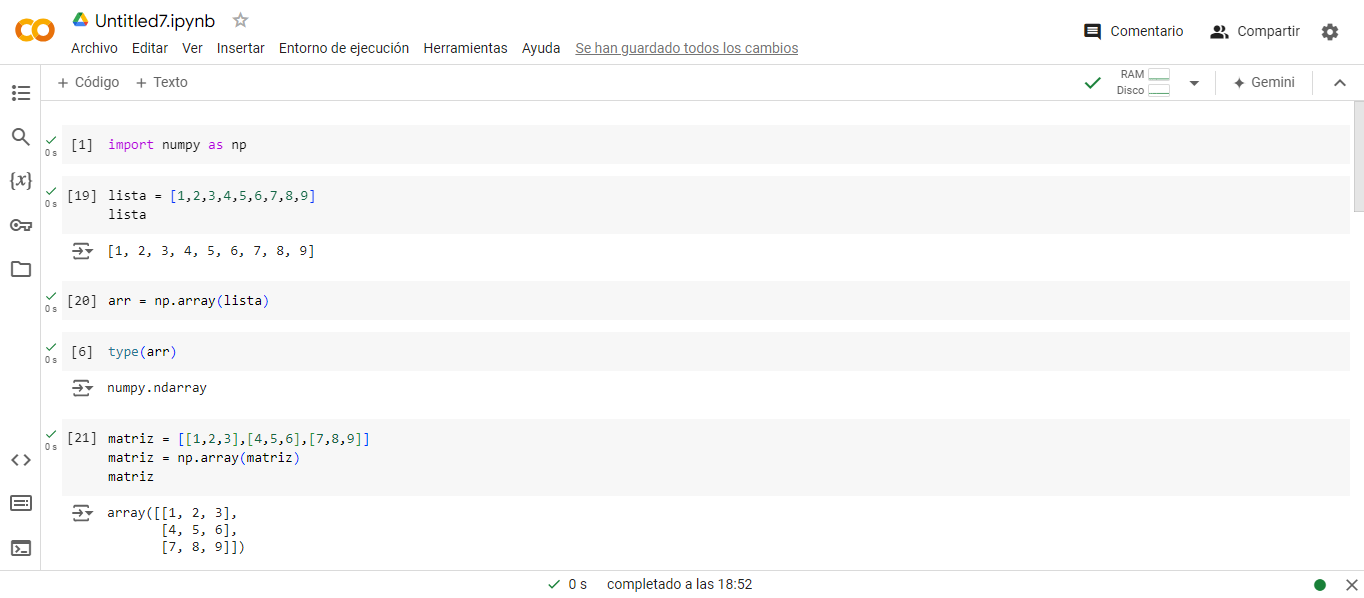 Untitled7.ipynb
Archivo Editar Ver Insertar Entorno de ejecución Herramientas Ayuda Se han guardado todos los cambios
Comentario Compartir
+ Código + Texto
RAM
Disco
Gemini
{x}
0 s
[1] import numpy as np
0 s
[19] lista = [1,2,3,4,5,6,7,8,9]
lista
[1, 2, 3, 4, 5, 6, 7, 8, 9]
0 s
[20] arr = np.array(lista)
0 s
[6] type(arr)
numpy.ndarray
0 s
[21] matriz = [[1,2,3],[4,5,6],[7,8,9]]
matriz = np.array(matriz)
matriz
array([[1, 2, 3],
[4, 5, 6],
[7, 8, 9]])
0 s completado a las 18:52